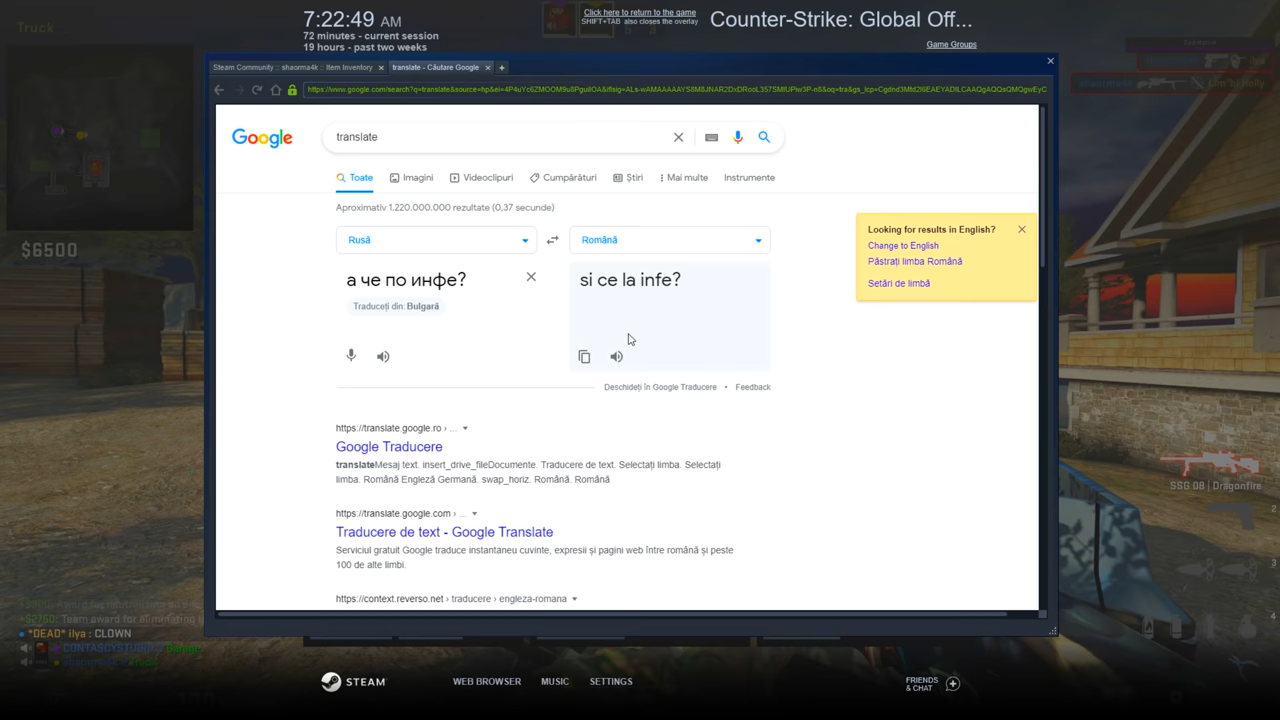 Truck
7:22:49 AM
72 minutes - current session
19 hours - past two weeks
Click here to return to the game
SHIFT+TAB also closes the overlay
Counter-Strike: Global Off...
Game Groups
Steam Community :: shaorma4k :: Item Inventory
translate - Căutare Google
Google
translate
Toate
Imagini
Videoclipuri
Cumpărături
Știri
Mai multe
Instrumente
Aproximativ 1.220.000.000 rezultate (0,37 secunde)
$6500
Looking for results in English?
Change to English
Păstrați limba Română
Setări de limbă
Rusă
Română
а че по инфе?
si ce la infe?
Traduceți din: Bulgară
Deschideți în Google Traducere • Feedback
https://translate.google.ro › ...
Google Traducere
translateMesaj text. insert_drive_fileDocumente. Traducere de text. Selectați limba. Selectați
limba. Română Engleză Germană. swap_horiz. Română. Română
SSG 08 | Dragonfire
https://translate.google.com › ...
Traducere de text - Google Translate
Serviciul gratuit Google traduce instantaneu cuvinte, expresii și pagini web între română și peste
100 de alte limbi.
https://context.reverso.net › traducere › engleza-romana
*DEAD* ilya : CLOWN
STEAM
WEB BROWSER
MUSIC
SETTINGS
FRIENDS
& CHAT